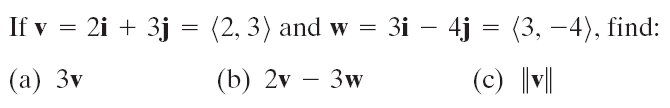 If v = 2i + 3j = ⟨2, 3⟩ and w = 3i − 4j = ⟨3, −4⟩, find:
(a) 3v (b) 2v − 3w (c) ‖v‖